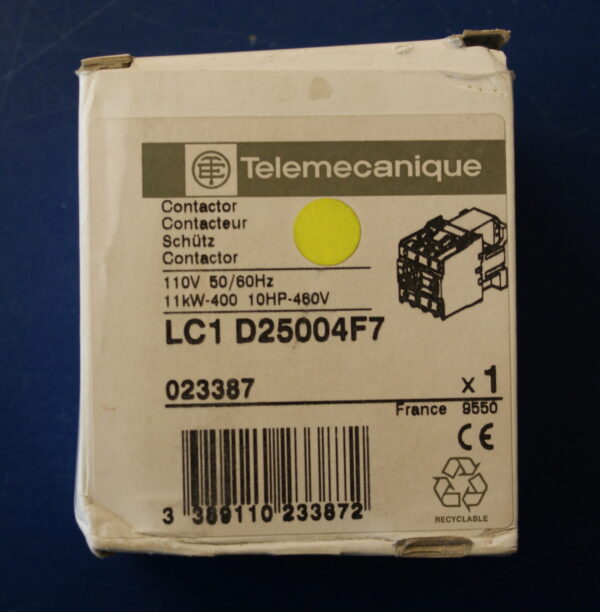 Telemecanique
Contactor
Contacteur
Schütz
Contactor
110V 50/60Hz
11kW-400 10HP-460V
LC1 D25004F7
023387
x 1
France 9550
CE
RECYCLABLE
3 389110 233872